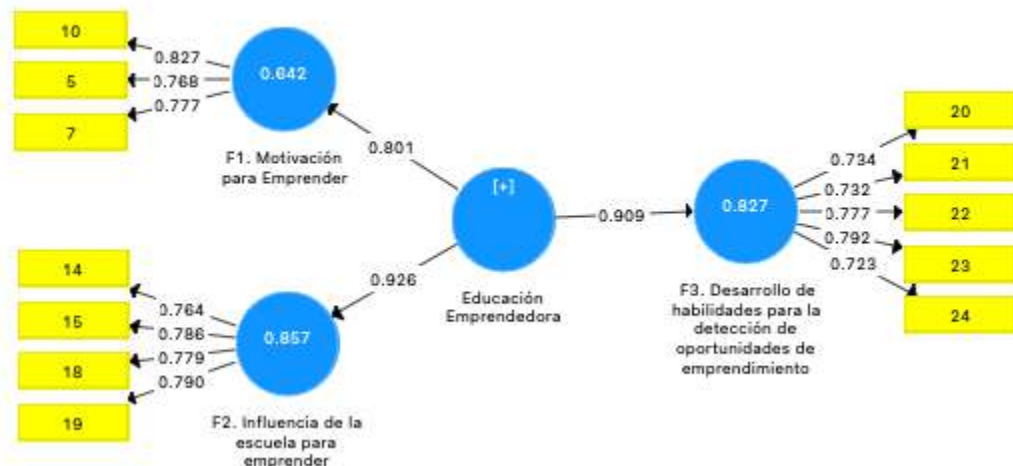 10
5
7
0.827
0.768
0.777
0.642
F1. Motivación
para Emprender
0.801
14
15
18
19
0.764
0.786
0.779
0.790
0.857
F2. Influencia de la
escuela para
emprender
0.926
[+]
Educación
Emprendedora
0.909
0.827
F3. Desarrollo de
habilidades para la
detección de
oportunidades de
emprendimiento
0.734
0.732
0.777
0.792
0.723
20
21
22
23
24